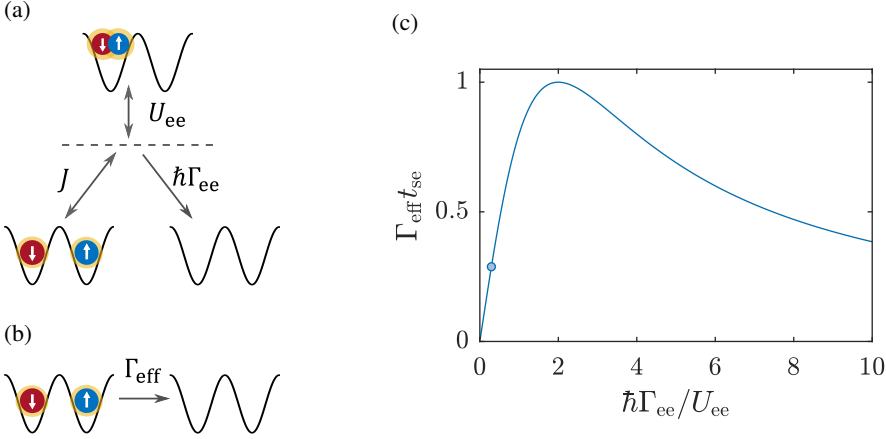 (a)
↓ ↑
U_ee
J
ħΓ_ee
↓ ↑
(b)
↓ ↑
Γ_eff
(c)
1
0.5
0
Γ_eff t_se
0 2 4 6 8 10
ħΓ_ee/U_ee